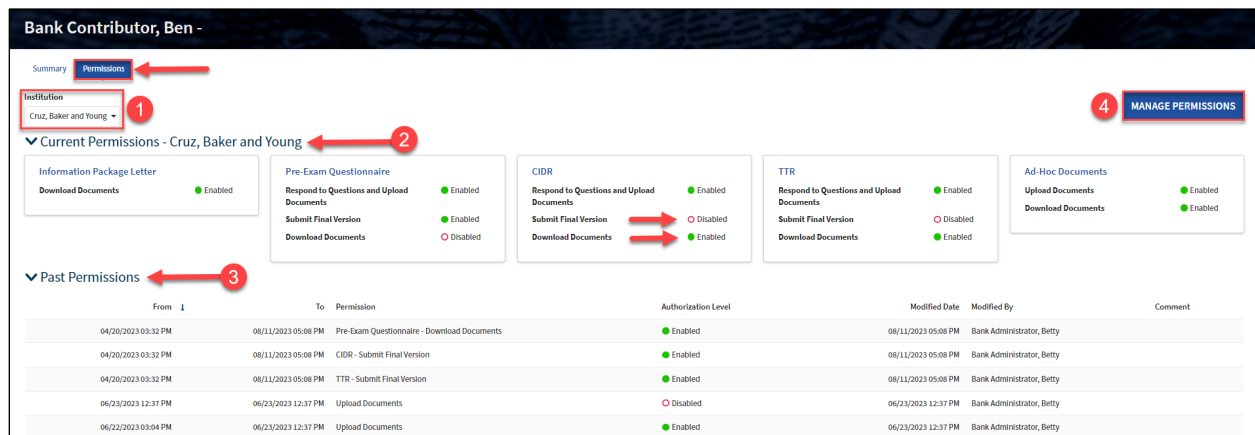 Bank Contributor, Ben -
Summary Permissions
Institution
Cruz, Baker and Young
1
4
MANAGE PERMISSIONS
Current Permissions - Cruz, Baker and Young
2
Information Package Letter
Download Documents Enabled
Pre-Exam Questionnaire
Respond to Questions and Upload Documents Enabled
Submit Final Version Enabled
Download Documents Disabled
CIDR
Respond to Questions and Upload Documents Enabled
Submit Final Version Disabled
Download Documents Enabled
TTR
Respond to Questions and Upload Documents Enabled
Submit Final Version Disabled
Download Documents Enabled
Ad-Hoc Documents
Upload Documents Enabled
Download Documents Enabled
Past Permissions
3
From To Permission Authorization Level Modified Date Modified By Comment
04/20/2023 03:32 PM 08/11/2023 05:08 PM Pre-Exam Questionnaire - Download Documents Enabled 08/11/2023 05:08 PM Bank Administrator, Betty
04/20/2023 03:32 PM 08/11/2023 05:08 PM CIDR - Submit Final Version Enabled 08/11/2023 05:08 PM Bank Administrator, Betty
04/20/2023 03:32 PM 08/11/2023 05:08 PM TTR - Submit Final Version Enabled 08/11/2023 05:08 PM Bank Administrator, Betty
06/23/2023 12:37 PM 06/23/2023 12:37 PM Upload Documents Disabled 06/23/2023 12:37 PM Bank Administrator, Betty
06/22/2023 03:04 PM 06/23/2023 12:37 PM Upload Documents Enabled 06/23/2023 12:37 PM Bank Administrator, Betty